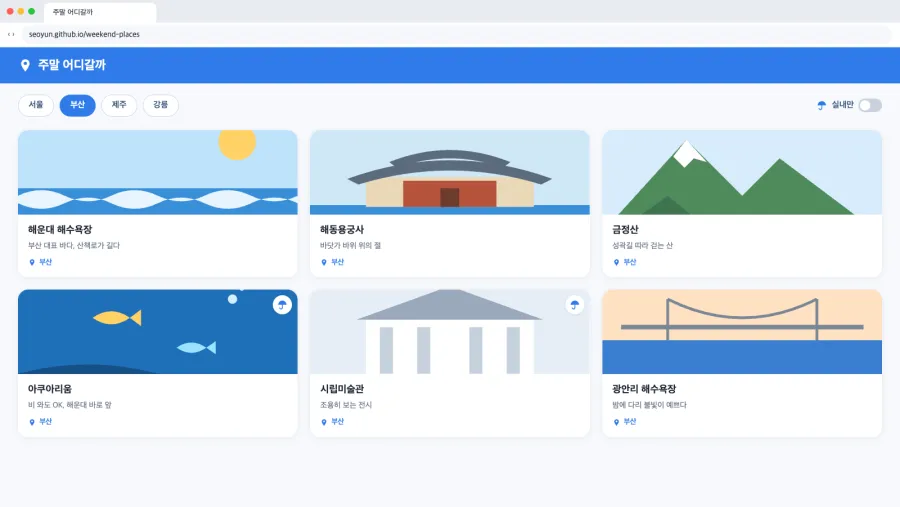 주말 어디갈까
seoyun.github.io/weekend-places
주말 어디갈까
서울
부산
제주
강릉
실내만
해운대 해수욕장
부산 대표 바다, 산책로가 길다
부산
해동용궁사
바닷가 바위 위의 절
부산
금정산
성곽길 따라 걷는 산
부산
아쿠아리움
비 와도 OK, 해운대 바로 앞
부산
시립미술관
조용히 보는 전시
부산
광안리 해수욕장
밤에 다리 불빛이 예쁘다
부산